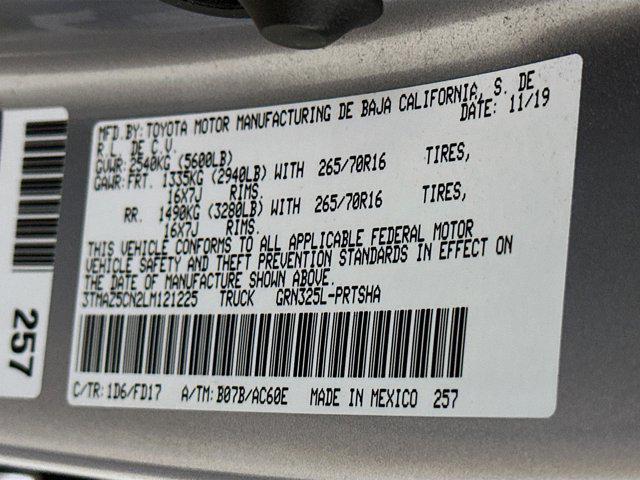 MFD.BY: TOYOTA MOTOR MANUFACTURING DE BAJA CALIFORNIA, S. DE
R.L. DE C.V. DATE: 11/19
GVWR: 2540KG (5600LB)
GAWR: FRT. 1335KG (2940LB) WITH 265/70R16 TIRES,
16X7J RIMS.
RR. 1490KG (3280LB) WITH 265/70R16 TIRES,
16X7J RIMS.
THIS VEHICLE CONFORMS TO ALL APPLICABLE FEDERAL MOTOR
VEHICLE SAFETY AND THEFT PREVENTION STANDARDS IN EFFECT ON
THE DATE OF MANUFACTURE SHOWN ABOVE.
3TMAZ5CN2LM121225 TRUCK GRN325L-PRTSHA
C/TR: 1D6/FD17 A/TM: B07B/AC60E MADE IN MEXICO 257
257